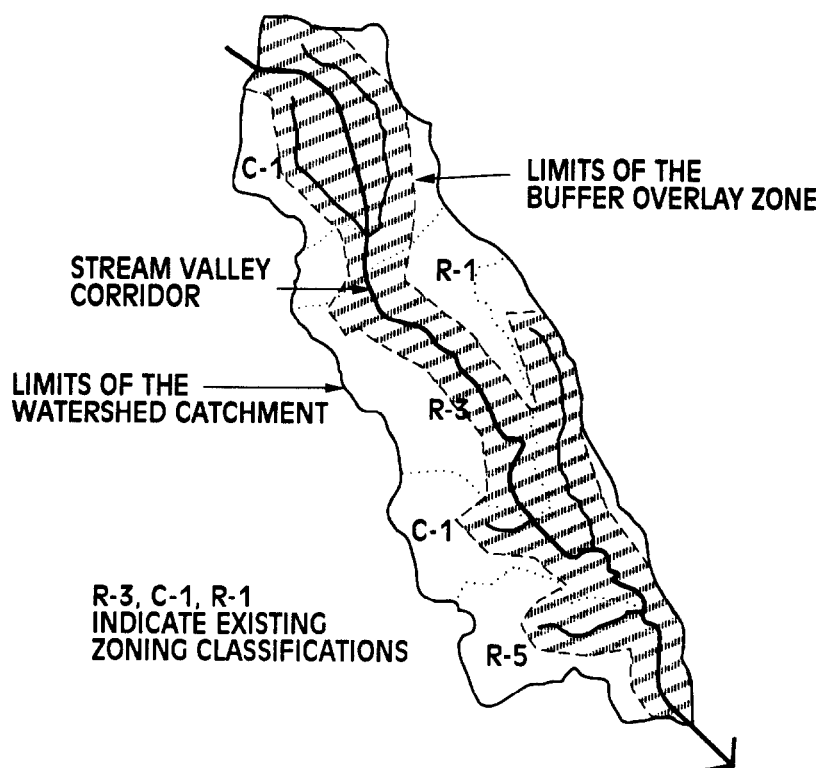 C-1
LIMITS OF THE
BUFFER OVERLAY ZONE
STREAM VALLEY
CORRIDOR
R-1
LIMITS OF THE
WATERSHED CATCHMENT
R-3
C-1
R-3, C-1, R-1
INDICATE EXISTING
ZONING CLASSIFICATIONS
R-5